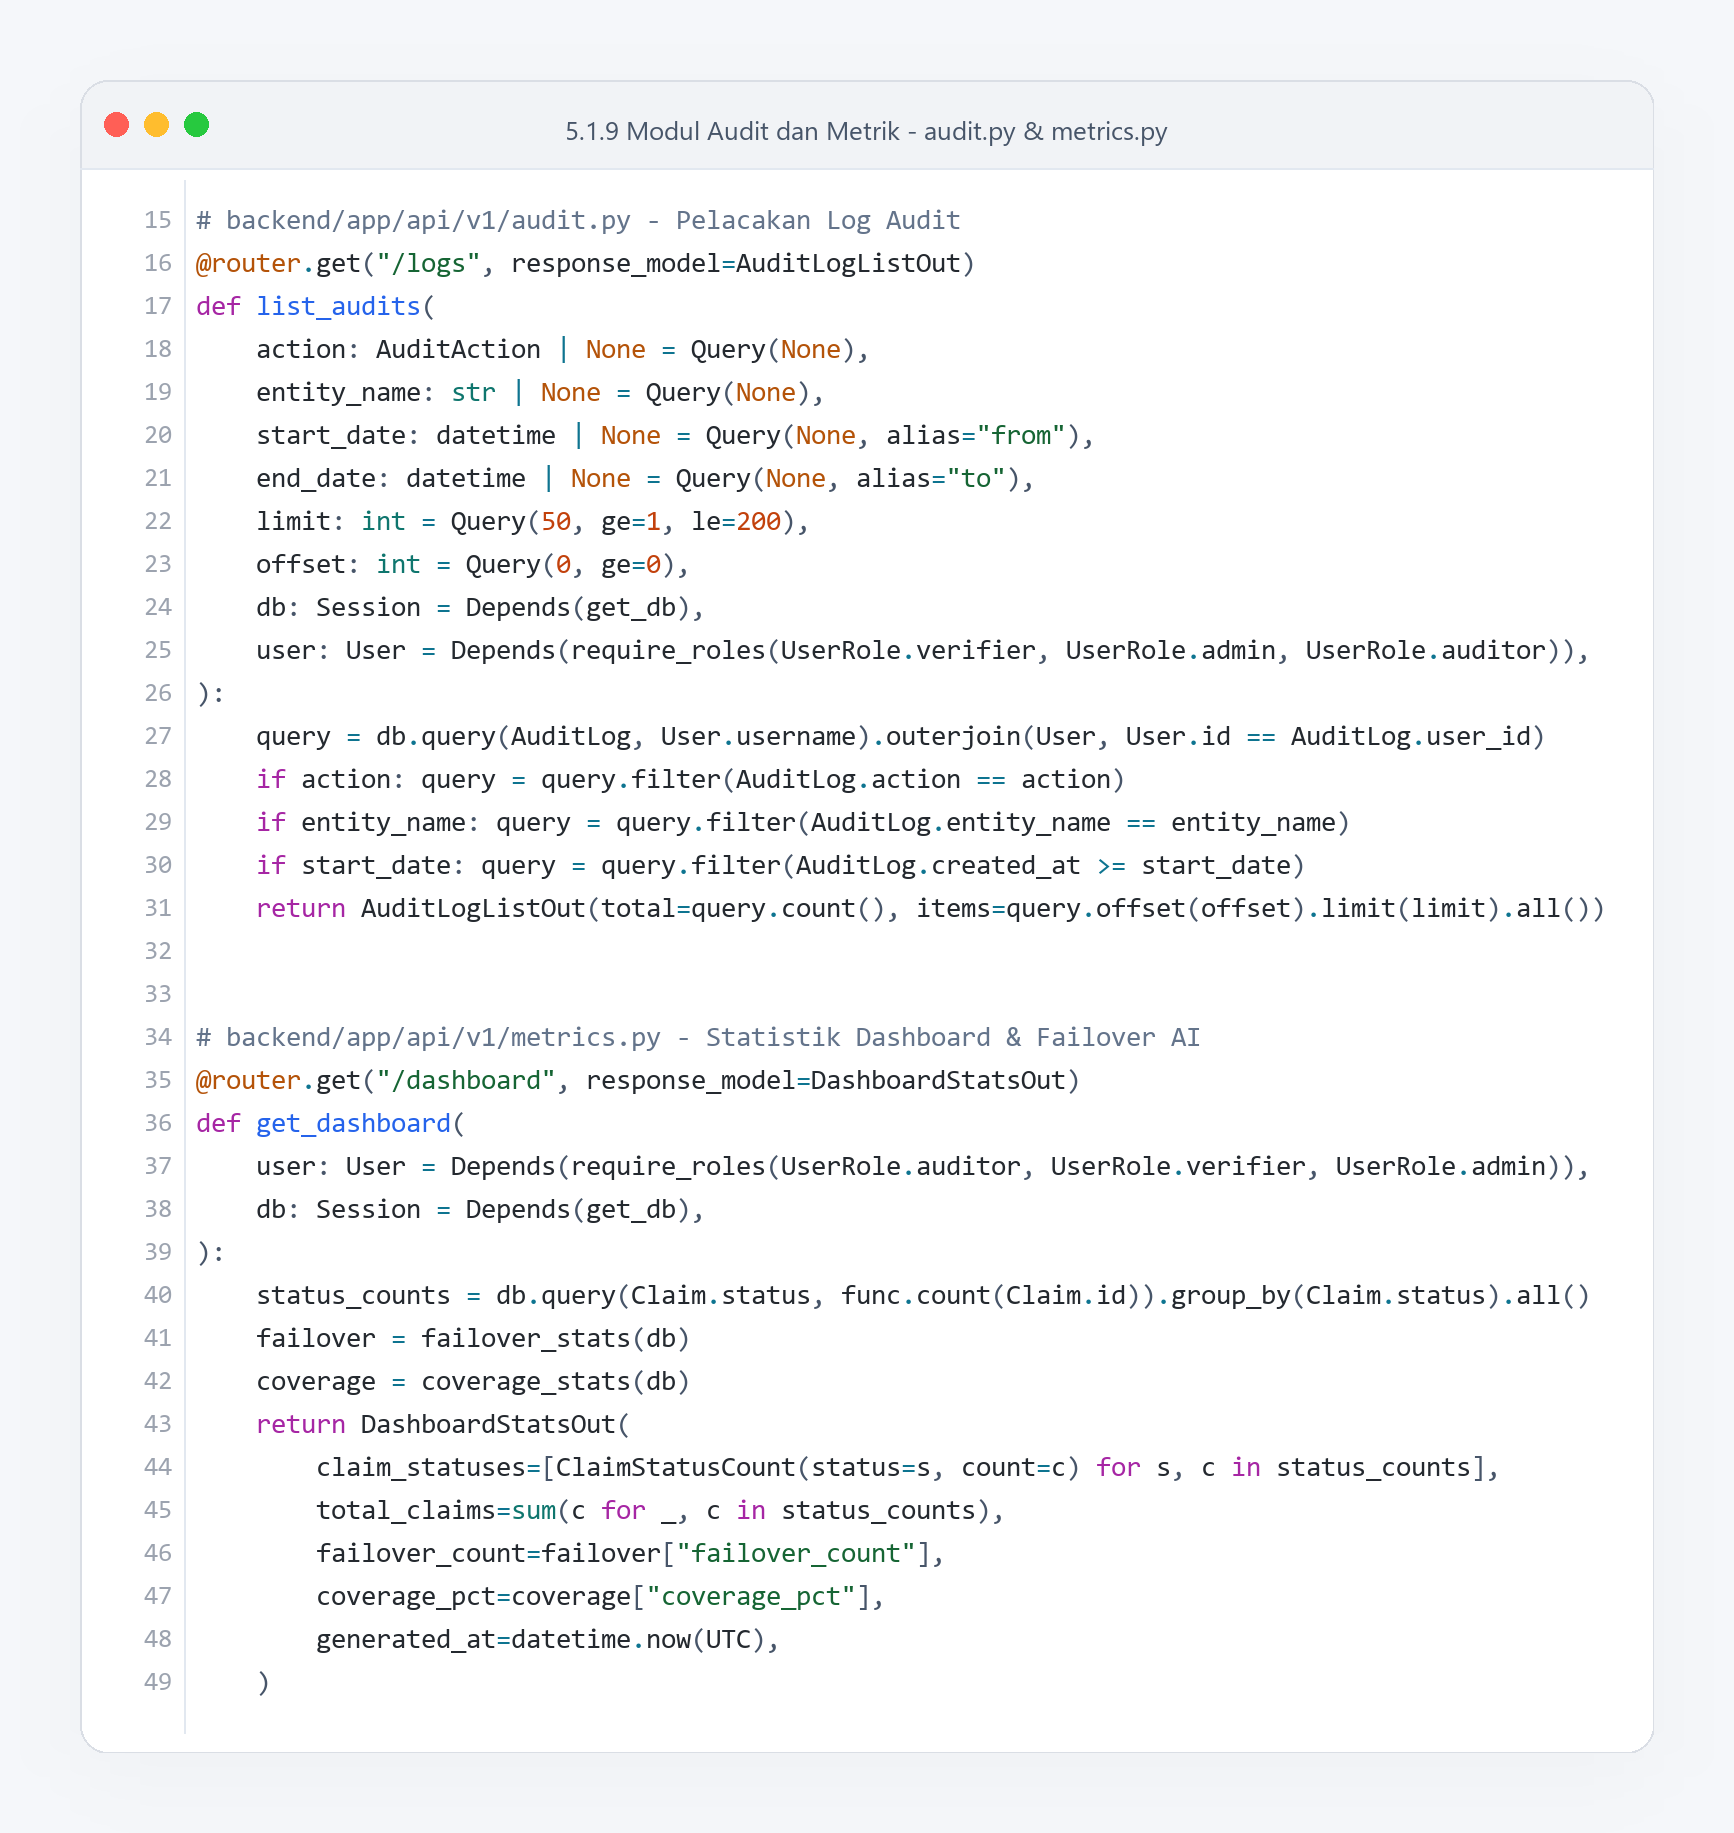 5.1.9 Modul Audit dan Metrik - audit.py & metrics.py
15 # backend/app/api/v1/audit.py - Pelacakan Log Audit
16 @router.get("/logs", response_model=AuditLogListOut)
17 def list_audits(
18     action: AuditAction | None = Query(None),
19     entity_name: str | None = Query(None),
20     start_date: datetime | None = Query(None, alias="from"),
21     end_date: datetime | None = Query(None, alias="to"),
22     limit: int = Query(50, ge=1, le=200),
23     offset: int = Query(0, ge=0),
24     db: Session = Depends(get_db),
25     user: User = Depends(require_roles(UserRole.verifier, UserRole.admin, UserRole.auditor)),
26 ):
27     query = db.query(AuditLog, User.username).outerjoin(User, User.id == AuditLog.user_id)
28     if action: query = query.filter(AuditLog.action == action)
29     if entity_name: query = query.filter(AuditLog.entity_name == entity_name)
30     if start_date: query = query.filter(AuditLog.created_at >= start_date)
31     return AuditLogListOut(total=query.count(), items=query.offset(offset).limit(limit).all())
32
33
34 # backend/app/api/v1/metrics.py - Statistik Dashboard & Failover AI
35 @router.get("/dashboard", response_model=DashboardStatsOut)
36 def get_dashboard(
37     user: User = Depends(require_roles(UserRole.auditor, UserRole.verifier, UserRole.admin)),
38     db: Session = Depends(get_db),
39 ):
40     status_counts = db.query(Claim.status, func.count(Claim.id)).group_by(Claim.status).all()
41     failover = failover_stats(db)
42     coverage = coverage_stats(db)
43     return DashboardStatsOut(
44         claim_statuses=[ClaimStatusCount(status=s, count=c) for s, c in status_counts],
45         total_claims=sum(c for _, c in status_counts),
46         failover_count=failover["failover_count"],
47         coverage_pct=coverage["coverage_pct"],
48         generated_at=datetime.now(UTC),
49     )